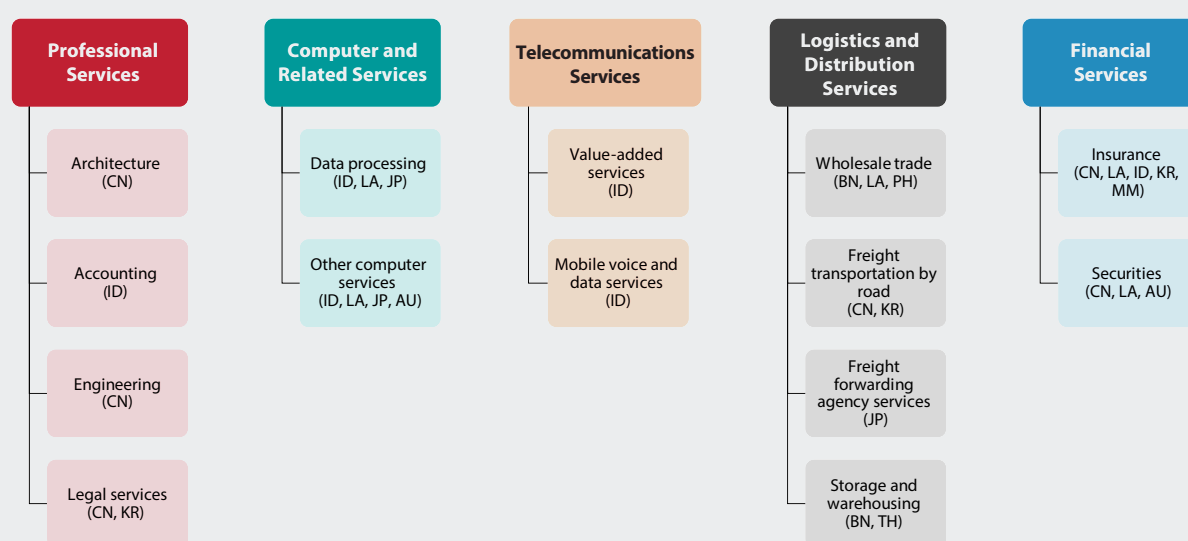 Professional
Services
Architecture
(CN)
Accounting
(ID)
Engineering
(CN)
Legal services
(CN, KR)
Computer and
Related Services
Data processing
(ID, LA, JP)
Other computer
services
(ID, LA, JP, AU)
Telecommunications
Services
Value-added
services
(ID)
Mobile voice and
data services
(ID)
Logistics and
Distribution
Services
Wholesale trade
(BN, LA, PH)
Freight
transportation by
road
(CN, KR)
Freight
forwarding
agency services
(JP)
Storage and
warehousing
(BN, TH)
Financial
Services
Insurance
(CN, LA, ID, KR,
MM)
Securities
(CN, LA, AU)